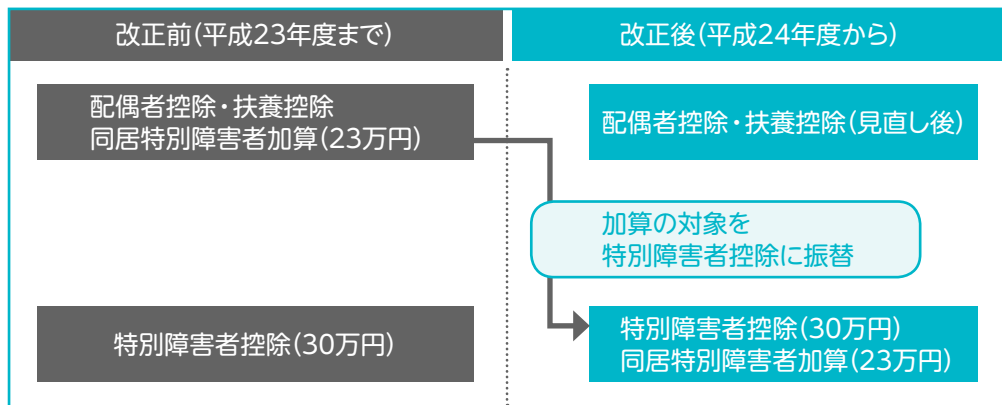 改正前(平成23年度まで)
改正後(平成24年度から)
配偶者控除・扶養控除
同居特別障害者加算(23万円)
配偶者控除・扶養控除(見直し後)
加算の対象を
特別障害者控除に振替
特別障害者控除(30万円)
特別障害者控除(30万円)
同居特別障害者加算(23万円)